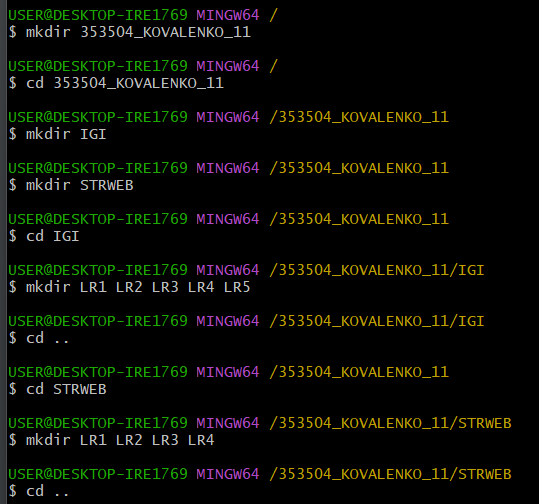 USER@DESKTOP-IRE1769 MINGW64 /
$ mkdir 353504_KOVALENKO_11
USER@DESKTOP-IRE1769 MINGW64 /
$ cd 353504_KOVALENKO_11
USER@DESKTOP-IRE1769 MINGW64 /353504_KOVALENKO_11
$ mkdir IGI
USER@DESKTOP-IRE1769 MINGW64 /353504_KOVALENKO_11
$ mkdir STRWEB
USER@DESKTOP-IRE1769 MINGW64 /353504_KOVALENKO_11
$ cd IGI
USER@DESKTOP-IRE1769 MINGW64 /353504_KOVALENKO_11/IGI
$ mkdir LR1 LR2 LR3 LR4 LR5
USER@DESKTOP-IRE1769 MINGW64 /353504_KOVALENKO_11/IGI
$ cd ..
USER@DESKTOP-IRE1769 MINGW64 /353504_KOVALENKO_11
$ cd STRWEB
USER@DESKTOP-IRE1769 MINGW64 /353504_KOVALENKO_11/STRWEB
$ mkdir LR1 LR2 LR3 LR4
USER@DESKTOP-IRE1769 MINGW64 /353504_KOVALENKO_11/STRWEB
$ cd ..